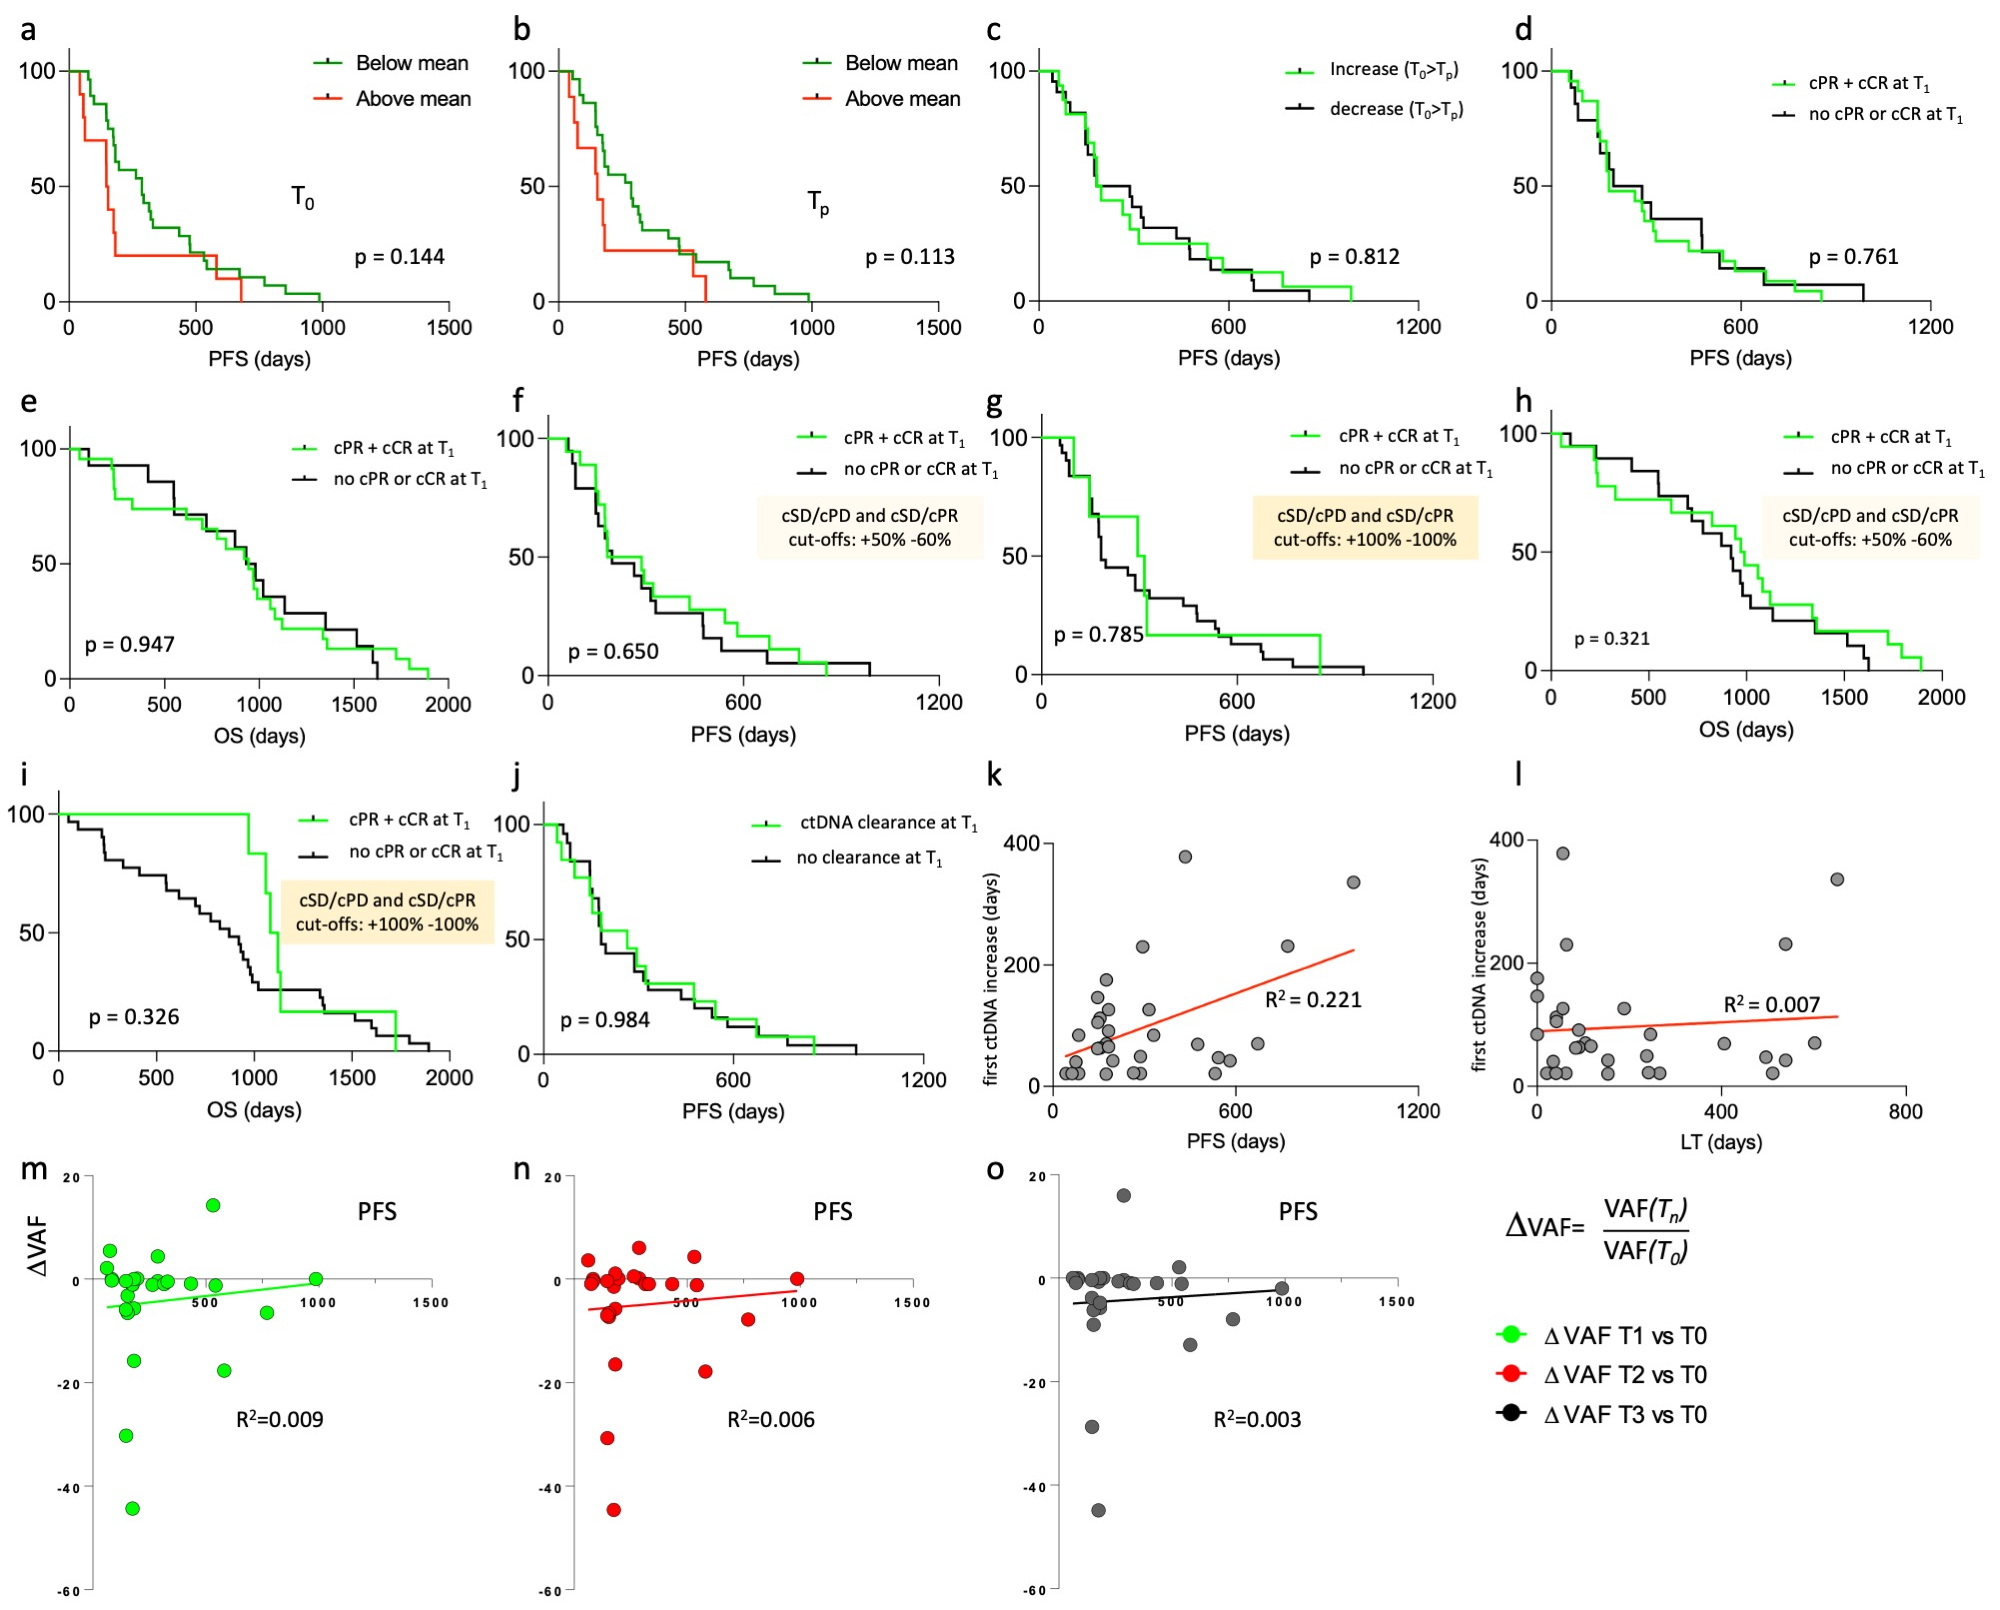 a
100
50
0
0
500
1000
1500
PFS (days)
Below mean
Above mean
T0
p = 0.144
b
100
50
0
0
500
1000
1500
PFS (days)
Below mean
Above mean
Tp
p = 0.113
c
100
50
0
0
600
1200
PFS (days)
Increase (T0>Tp)
decrease (T0>Tp)
p = 0.812
d
100
50
0
0
600
1200
PFS (days)
cPR + cCR at T1
no cPR or cCR at T1
p = 0.761
e
100
50
0
0
500
1000
1500
2000
OS (days)
cPR + cCR at T1
no cPR or cCR at T1
p = 0.947
f
100
50
0
0
600
1200
PFS (days)
cPR + cCR at T1
no cPR or cCR at T1
cSD/cPD and cSD/cPR
cut-offs: +50% -60%
p = 0.650
g
100
50
0
0
600
1200
PFS (days)
cPR + cCR at T1
no cPR or cCR at T1
cSD/cPD and cSD/cPR
cut-offs: +100% -100%
p = 0.785
h
100
50
0
0
500
1000
1500
2000
OS (days)
cPR + cCR at T1
no cPR or cCR at T1
cSD/cPD and cSD/cPR
cut-offs: +50% -60%
p = 0.321
i
100
50
0
0
500
1000
1500
2000
OS (days)
cPR + cCR at T1
no cPR or cCR at T1
cSD/cPD and cSD/cPR
cut-offs: +100% -100%
p = 0.326
j
100
50
0
0
600
1200
PFS (days)
ctDNA clearance at T1
no clearance at T1
p = 0.984
k
first ctDNA increase (days)
400
200
0
0
600
1200
PFS (days)
R2 = 0.221
l
first ctDNA increase (days)
400
200
0
0
400
800
LT (days)
R2 = 0.007
m
ΔVAF
20
0
-20
-40
-60
500
1000
1500
PFS
R2=0.009
n
20
0
-20
-40
-60
500
1000
1500
PFS
R2=0.006
o
20
0
-20
-40
-60
500
1000
1500
PFS
R2=0.003
ΔVAF= VAF(Tn)
VAF(T0)
Δ VAF T1 vs T0
Δ VAF T2 vs T0
Δ VAF T3 vs T0